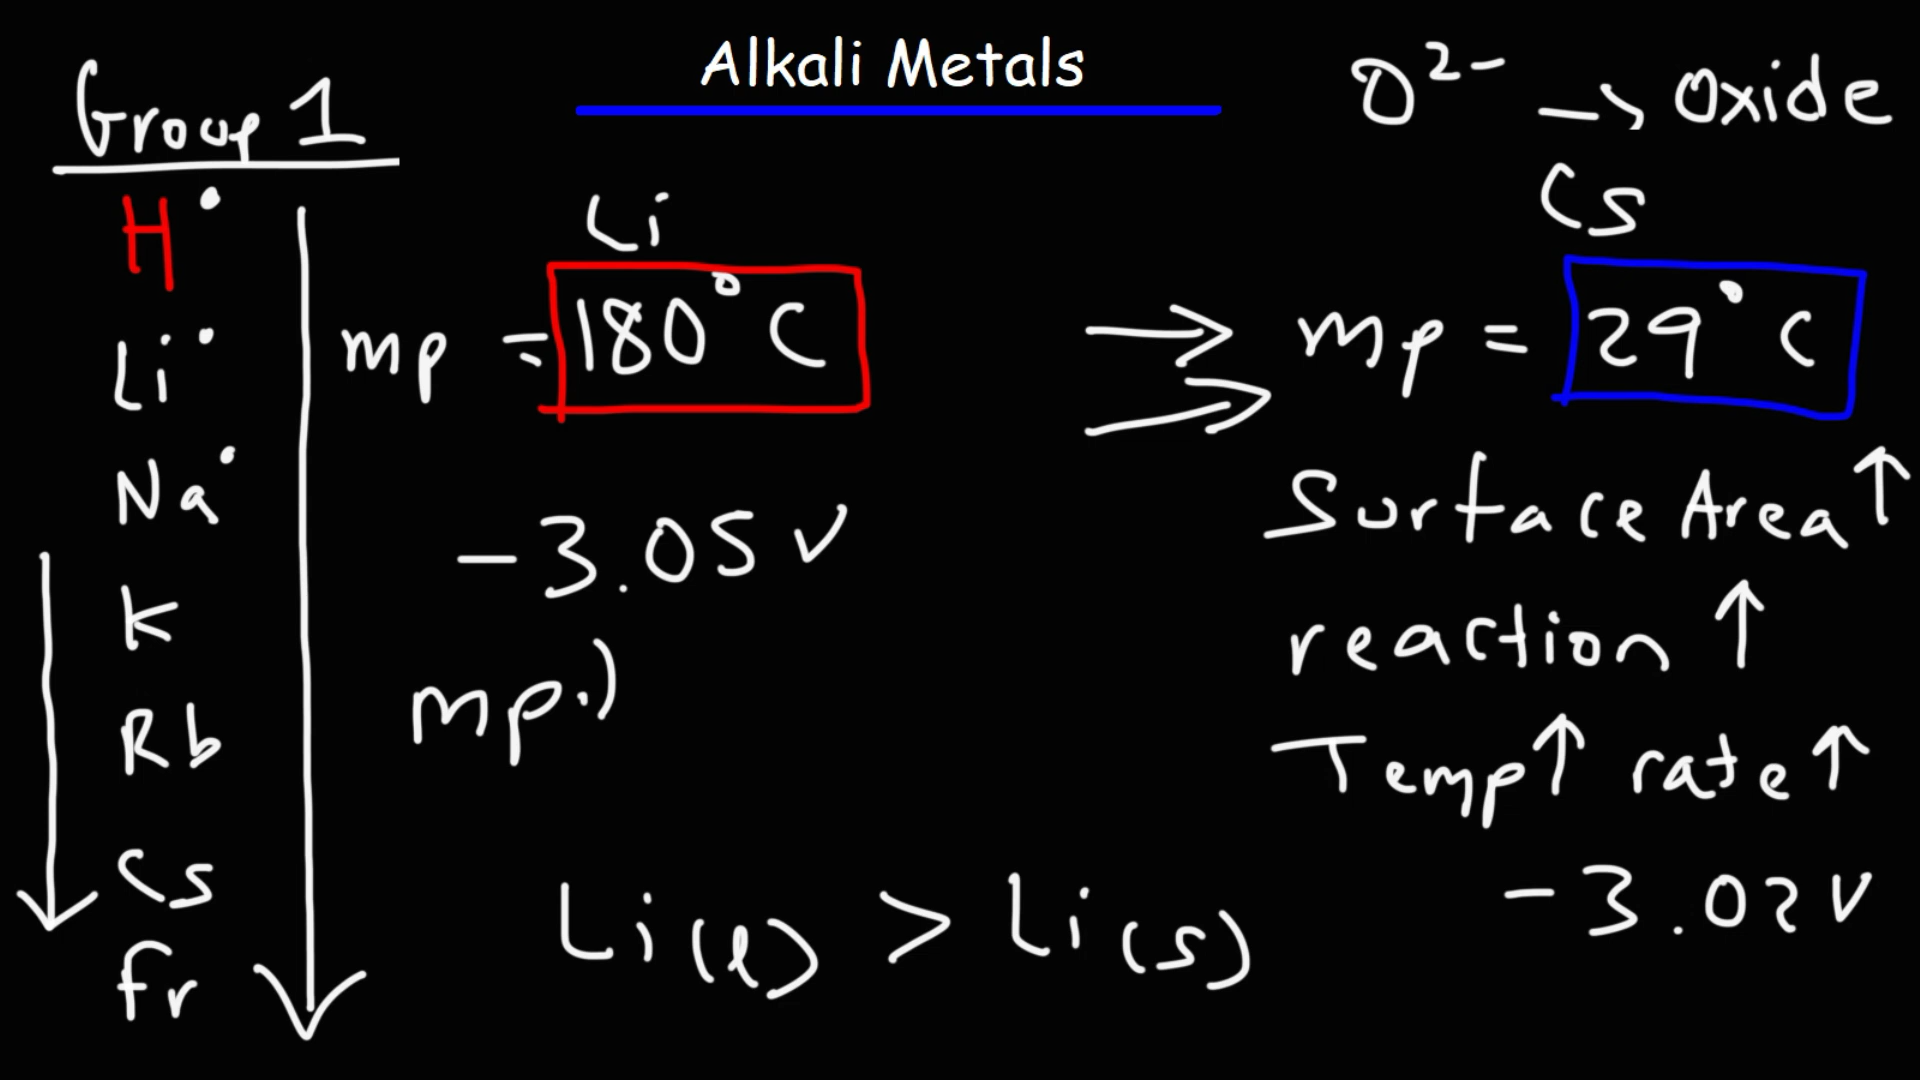 Alkali Metals
Group 1
H•
Li•
Na•
K
Rb
Cs
Fr
Li
mp = 180°C
-3.05 V
mp.)
Li(l) > Li(s)
O²⁻ → Oxide
Cs
mp = 29°C
Surface Area ↑
reaction ↑
Temp ↑ rate ↑
-3.02 V